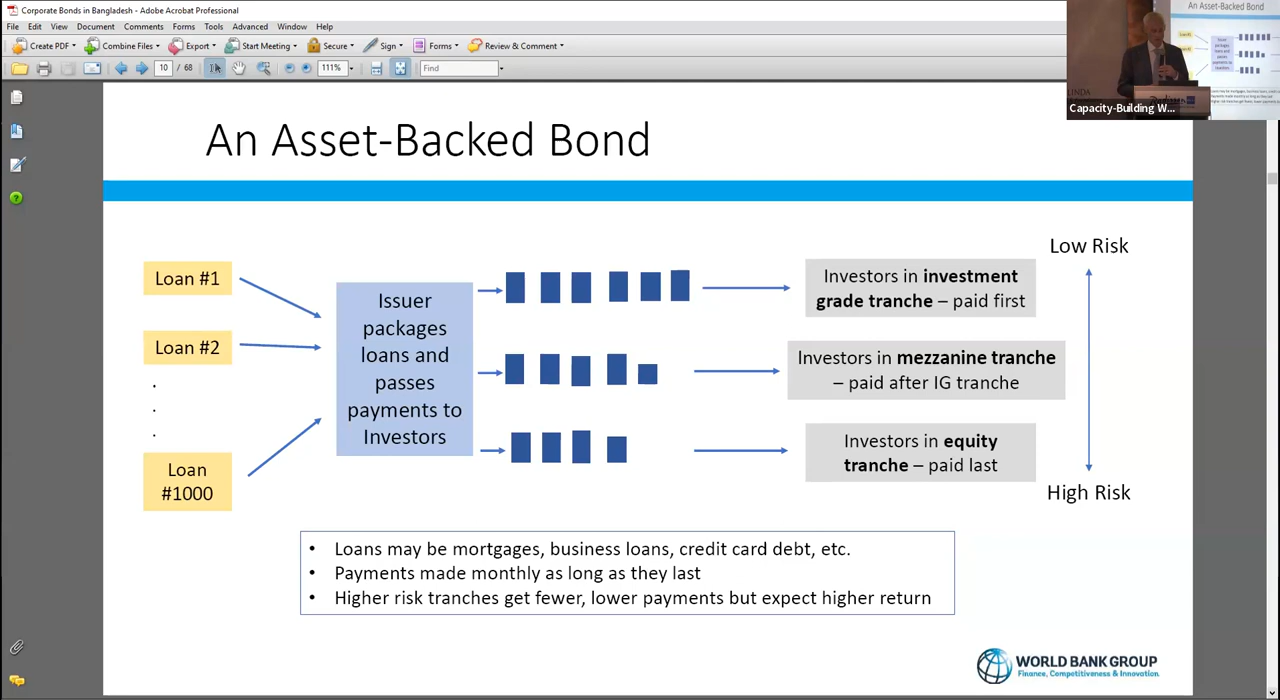 Corporate Bonds in Bangladesh - Adobe Acrobat Professional
File Edit View Document Comments Forms Tools Advanced Window Help
Create PDF Combine Files Export Start Meeting Secure Sign Forms Review & Comment
10 / 68 111% Find
An Asset-Backed Bond
Capacity-Building W...
An Asset-Backed Bond
Low Risk
Loan #1
Loan #2
.
.
.
Loan
#1000
Issuer
packages
loans and
passes
payments to
Investors
Investors in investment
grade tranche – paid first
Investors in mezzanine tranche
– paid after IG tranche
Investors in equity
tranche – paid last
High Risk
• Loans may be mortgages, business loans, credit card debt, etc.
• Payments made monthly as long as they last
• Higher risk tranches get fewer, lower payments but expect higher return
WORLD BANK GROUP
Finance, Competitiveness & Innovation